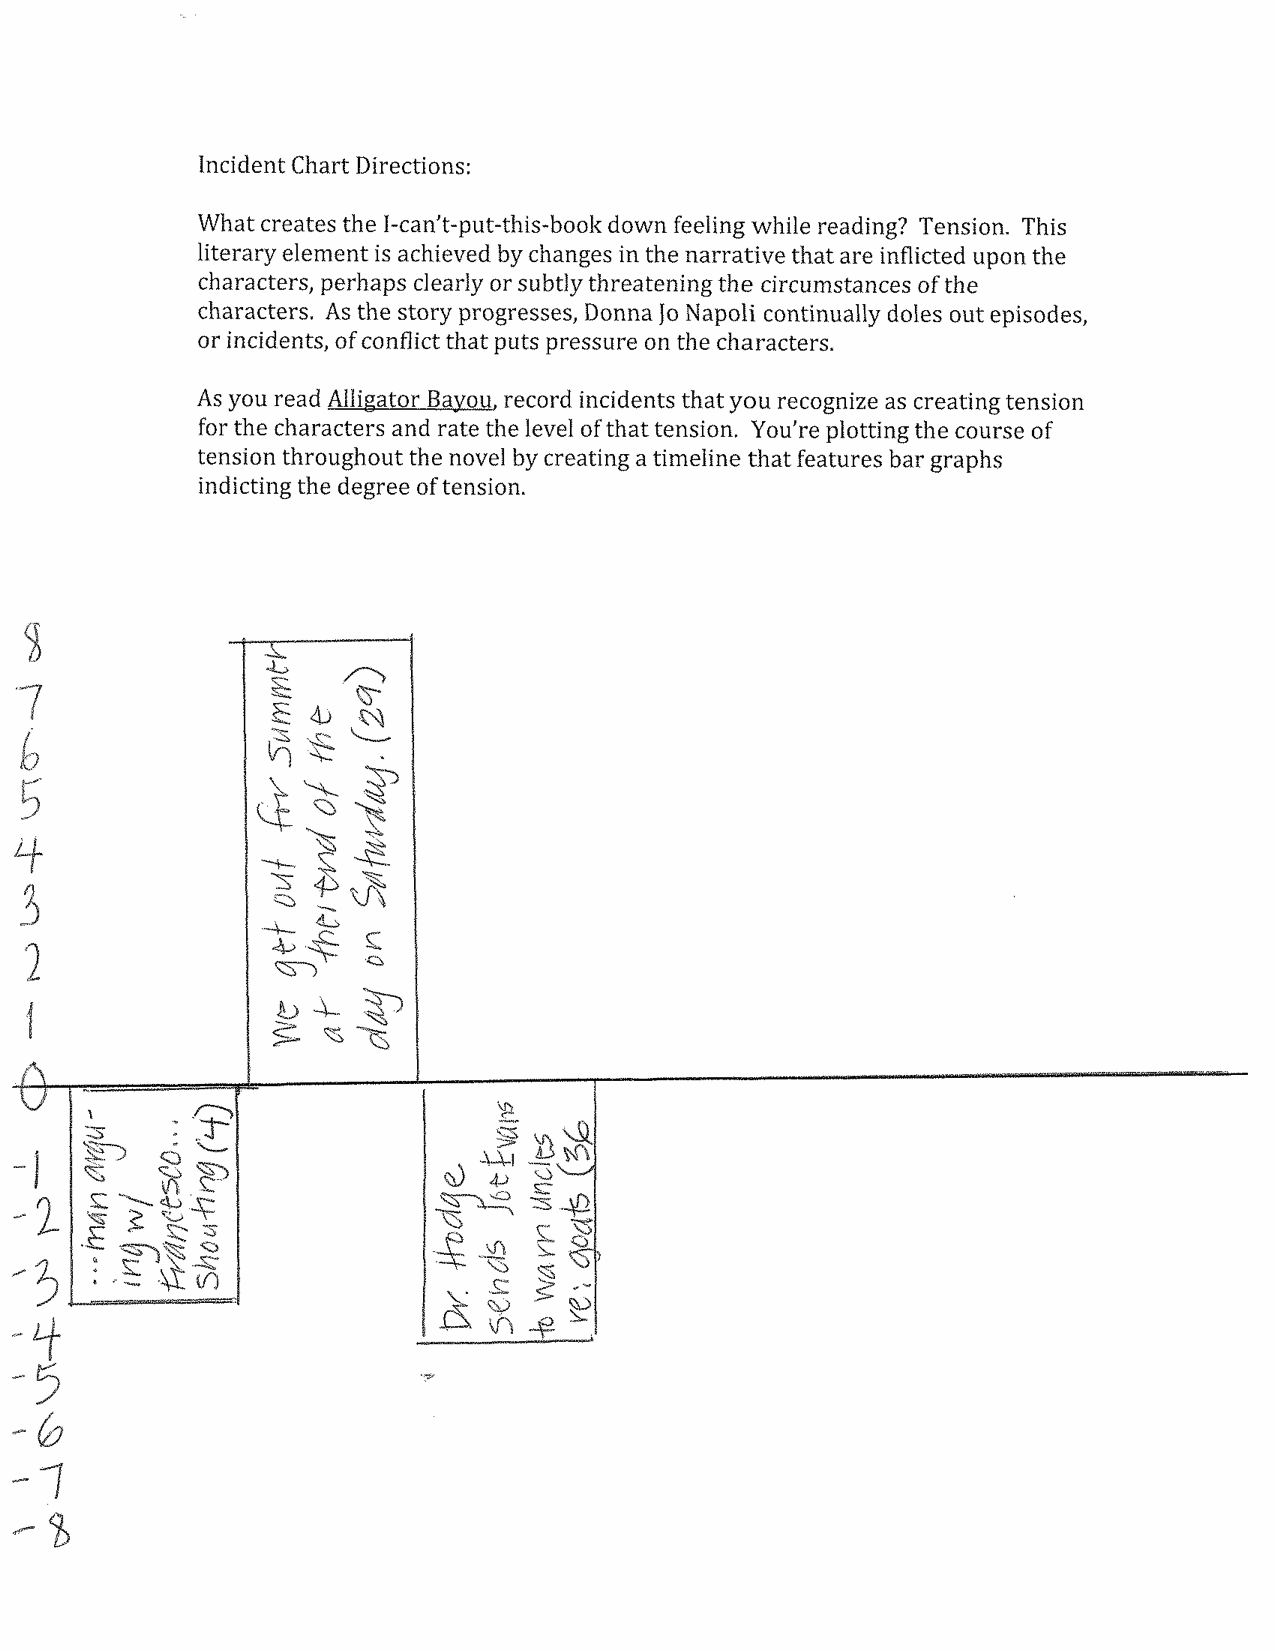 Incident Chart Directions:
What creates the I-can't-put-this-book down feeling while reading? Tension. This
literary element is achieved by changes in the narrative that are inflicted upon the
characters, perhaps clearly or subtly threatening the circumstances of the
characters. As the story progresses, Donna Jo Napoli continually doles out episodes,
or incidents, of conflict that puts pressure on the characters.
As you read Alligator Bayou, record incidents that you recognize as creating tension
for the characters and rate the level of that tension. You're plotting the course of
tension throughout the novel by creating a timeline that features bar graphs
indicting the degree of tension.
8
7
6
5
4
3
2
1
0
-1
-2
-3
-4
-5
-6
-7
-8
...man argu-
ing w/
Francesco...
Shouting (4)
We get out for summer
at the end of the
day on Saturday. (29)
Dr. Hodge
sends Joe Evans
to warn uncles
re: goats (36